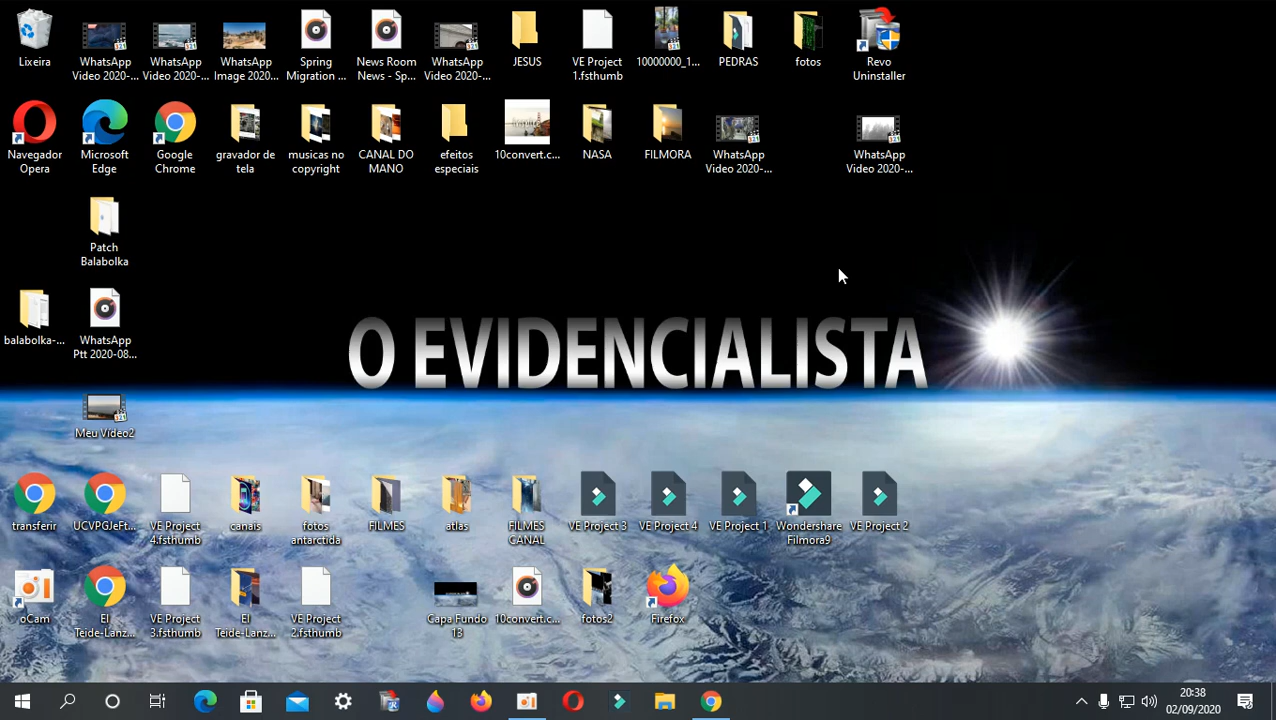 Lixeira
WhatsApp
Video 2020-...
WhatsApp
Video 2020-...
WhatsApp
Image 2020...
Spring
Migration ...
News Room
News - Sp...
WhatsApp
Video 2020-...
JESUS
VE Project
1.fsthumb
10000000_1...
PEDRAS
fotos
Revo
Uninstaller
Navegador
Opera
Microsoft
Edge
Google
Chrome
gravador de
tela
musicas no
copyright
CANAL DO
MANO
efeitos
especiais
10convert.c...
NASA
FILMORA
WhatsApp
Video 2020-...
WhatsApp
Video 2020-...
Patch
Balabolka
balabolka-...
WhatsApp
Ptt 2020-08...
O EVIDENCIALISTA
Meu Vídeo2
transferir
UCVPGJeFt...
VE Project
4.fsthumb
canais
fotos
antarctida
FILMES
atlas
FILMES
CANAL
VE Project 3
VE Project 4
VE Project 1
Wondershare
Filmora9
VE Project 2
oCam
El
Teide-Lanz...
VE Project
3.fsthumb
El
Teide-Lanz...
VE Project
2.fsthumb
Capa Fundo
13
10convert.c...
fotos2
Firefox
20:38
02/09/2020